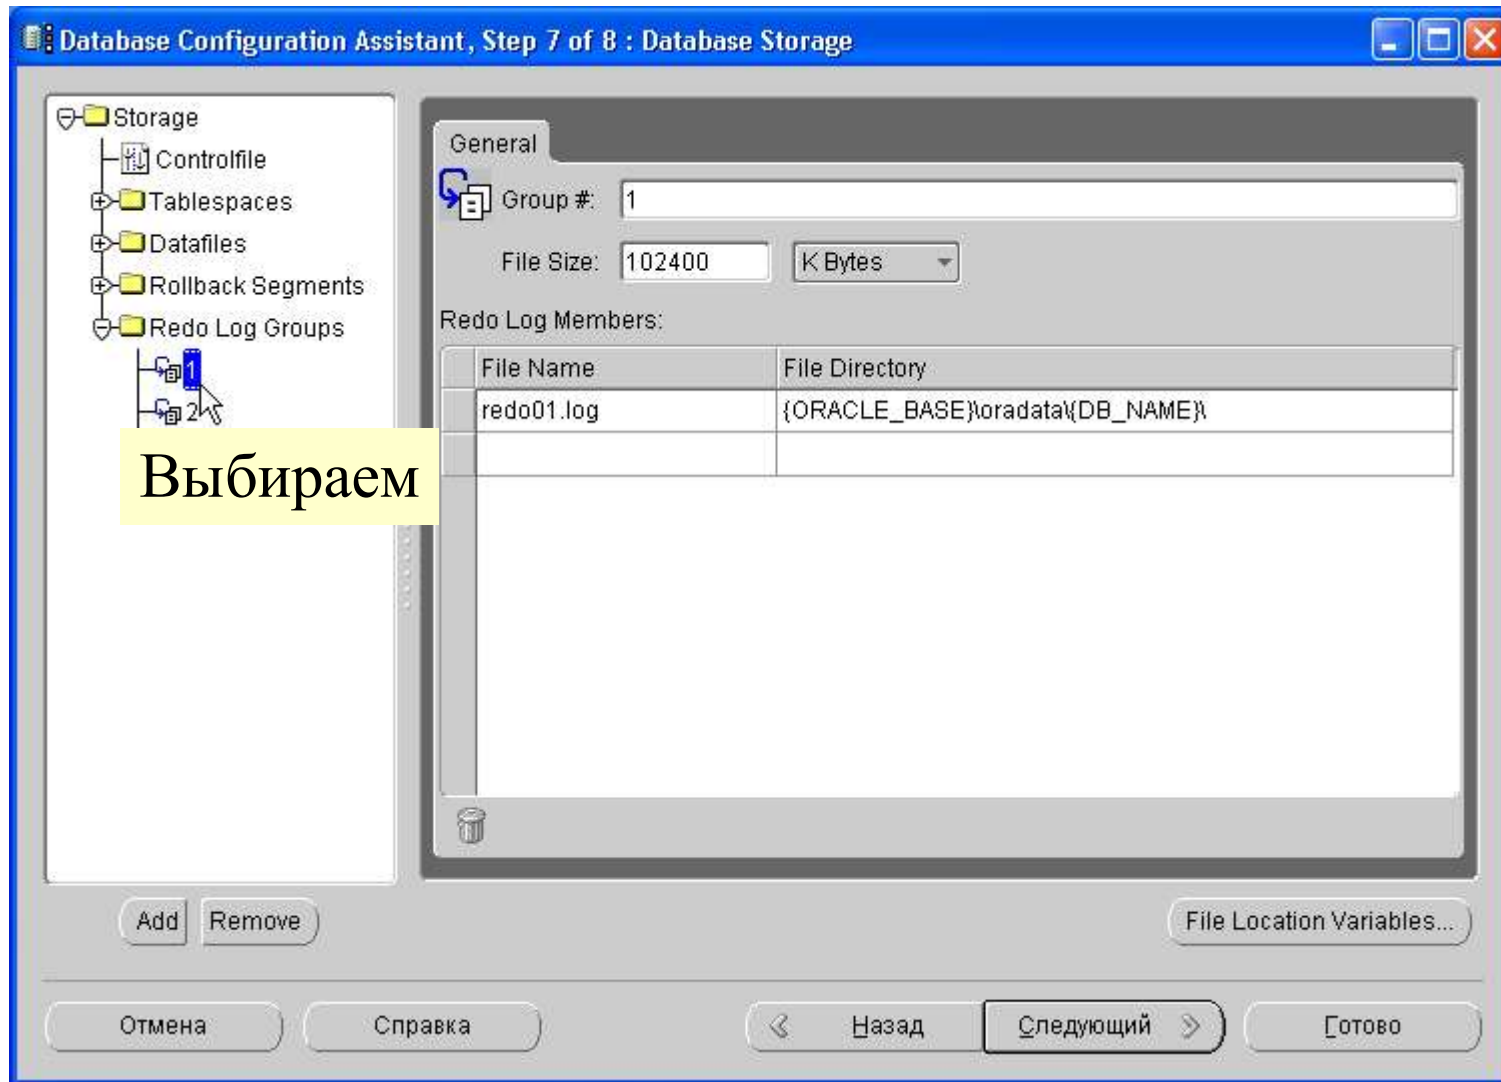 Database Configuration Assistant, Step 7 of 8 : Database Storage
Storage
Controlfile
Tablespaces
Datafiles
Rollback Segments
Redo Log Groups
1
2
Выбираем
General
Group #: 1
File Size: 102400 K Bytes
Redo Log Members:
File Name File Directory
redo01.log {ORACLE_BASE}\oradata\{DB_NAME}\
Add Remove File Location Variables...
Отмена Справка Назад Следующий Готово